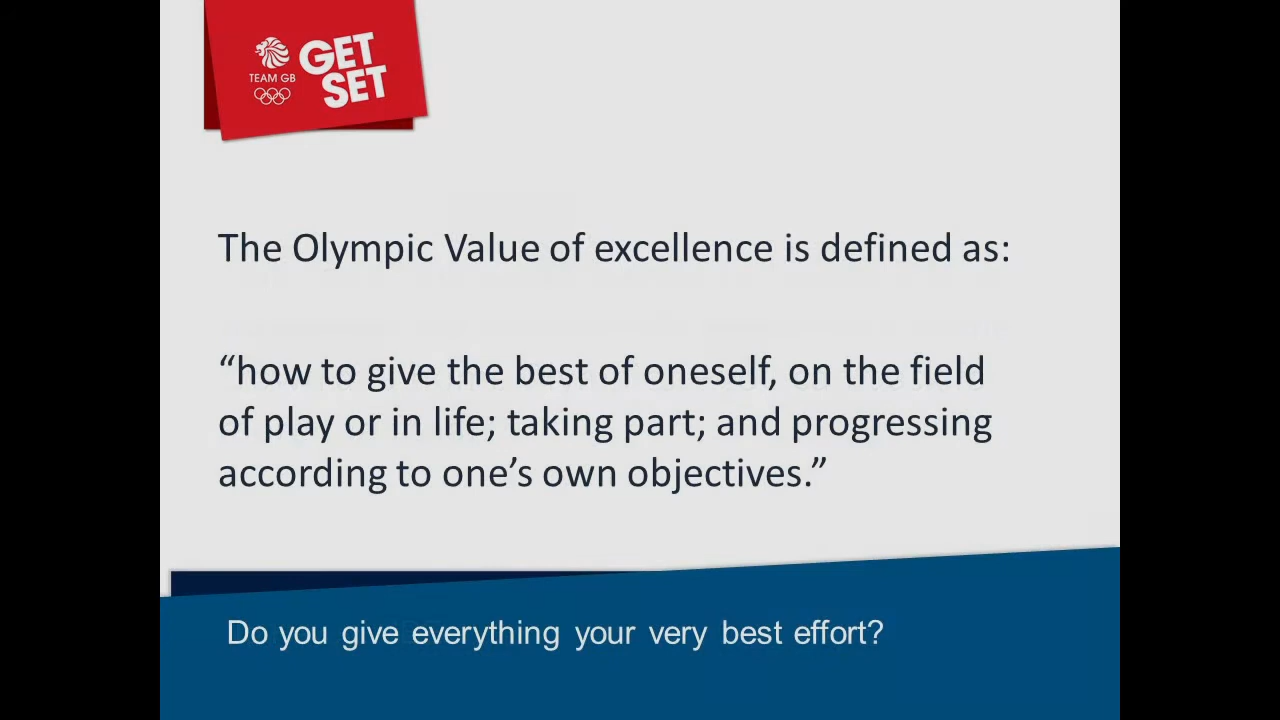 TEAM GB
GET
SET
The Olympic Value of excellence is defined as:
“how to give the best of oneself, on the field
of play or in life; taking part; and progressing
according to one’s own objectives.”
Do you give everything your very best effort?